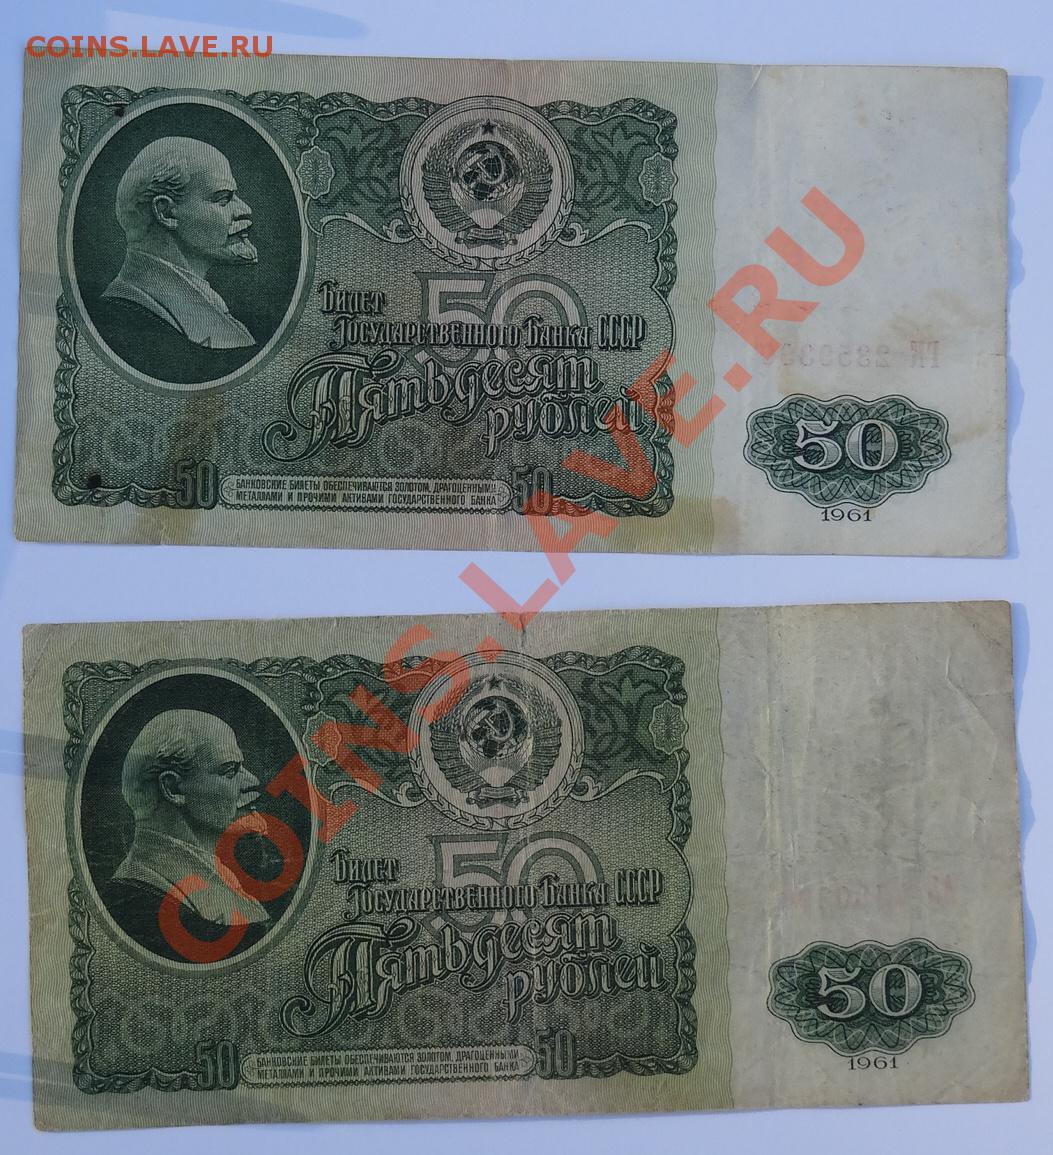 COINS.LAVE.RU
50
Билет
Государственного Банка СССР
Пятьдесят
рублей
50
БАНКОВСКИЕ БИЛЕТЫ ОБЕСПЕЧИВАЮТСЯ ЗОЛОТОМ, ДРАГОЦЕННЫМИ
МЕТАЛЛАМИ И ПРОЧИМИ АКТИВАМИ ГОСУДАРСТВЕННОГО БАНКА
50
50
1961
COINS.LAVE.RU
50
Билет
Государственного Банка СССР
Пятьдесят
рублей
50
БАНКОВСКИЕ БИЛЕТЫ ОБЕСПЕЧИВАЮТСЯ ЗОЛОТОМ, ДРАГОЦЕННЫМИ
МЕТАЛЛАМИ И ПРОЧИМИ АКТИВАМИ ГОСУДАРСТВЕННОГО БАНКА
50
50
1961